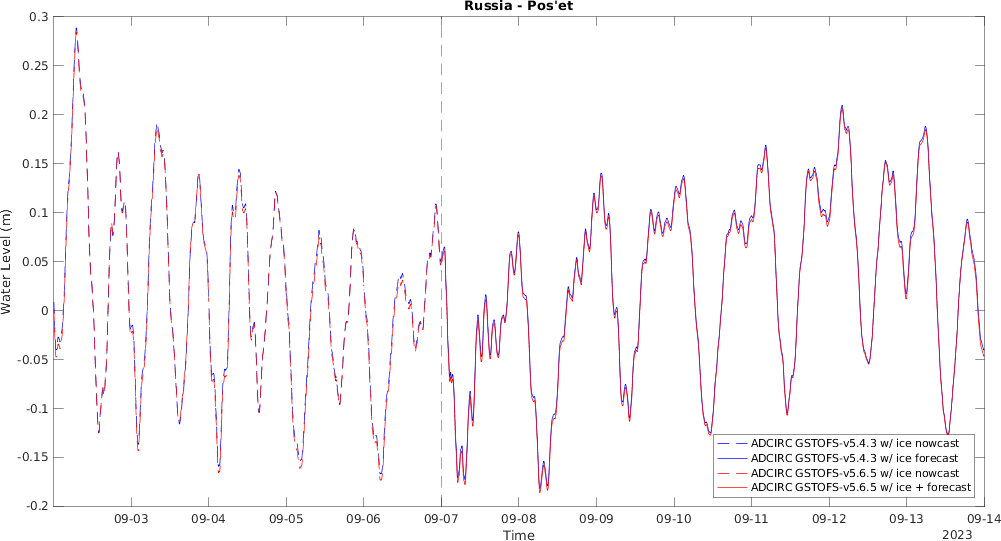 Russia - Pos'et
0.3
0.25
0.2
0.15
0.1
0.05
0
-0.05
-0.1
-0.15
-0.2
Water Level (m)
ADCIRC GSTOFS-v5.4.3 w/ ice nowcast
ADCIRC GSTOFS-v5.4.3 w/ ice forecast
ADCIRC GSTOFS-v5.6.5 w/ ice nowcast
ADCIRC GSTOFS-v5.6.5 w/ ice + forecast
09-03 09-04 09-05 09-06 09-07 09-08 09-09 09-10 09-11 09-12 09-13 09-14
Time
2023